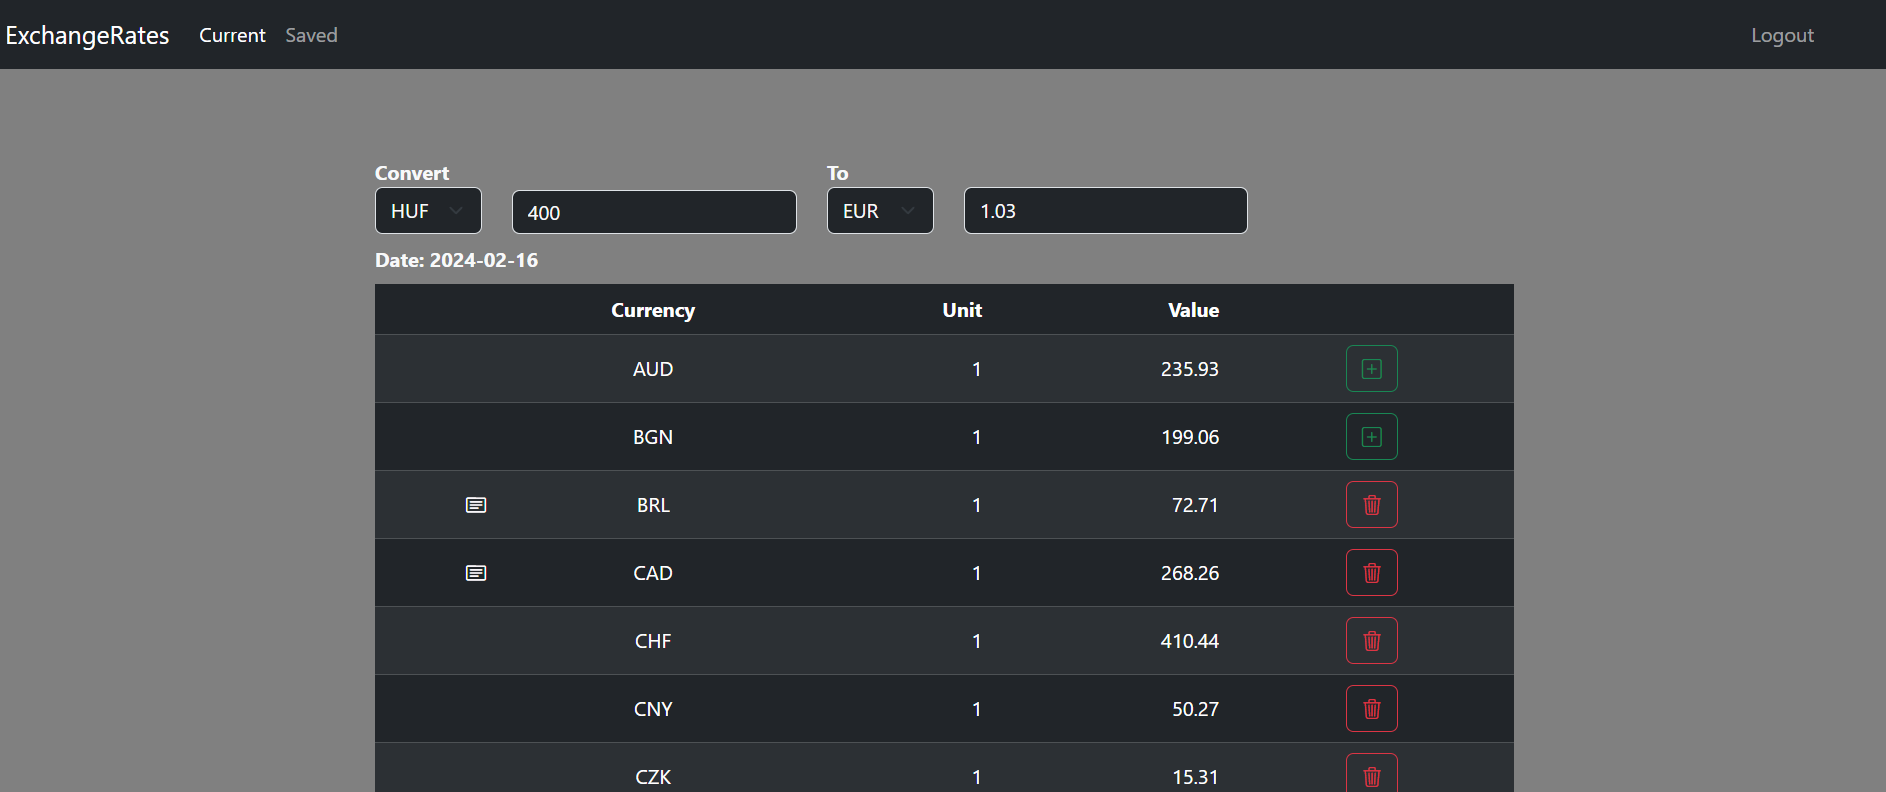 ExchangeRates Current Saved Logout
Convert To
HUF 400 EUR 1.03
Date: 2024-02-16
Currency Unit Value
AUD 1 235.93
BGN 1 199.06
BRL 1 72.71
CAD 1 268.26
CHF 1 410.44
CNY 1 50.27
CZK 1 15.31